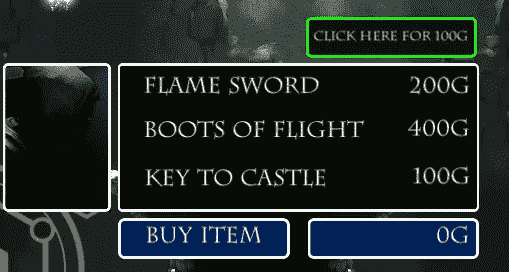 CLICK HERE FOR 100G
FLAME SWORD 200G
BOOTS OF FLIGHT 400G
KEY TO CASTLE 100G
BUY ITEM 0G